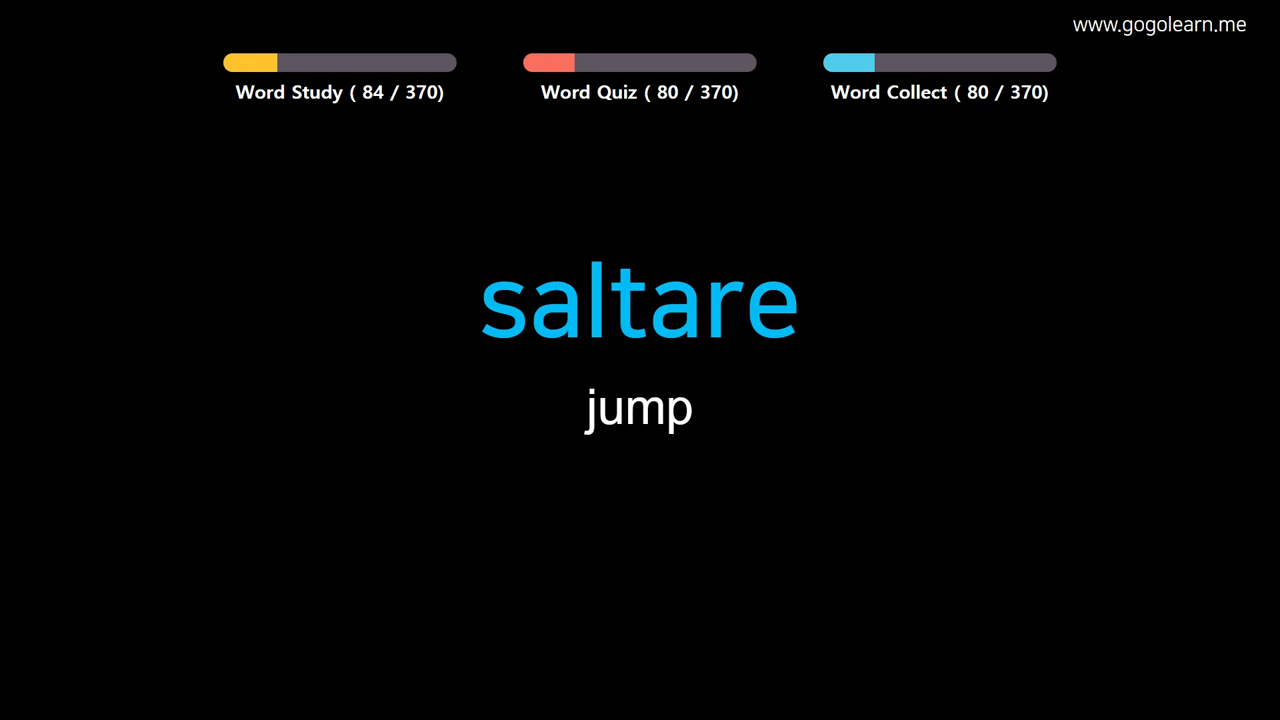 www.gogolearn.me
Word Study ( 84 / 370)
Word Quiz ( 80 / 370)
Word Collect ( 80 / 370)
saltare
jump